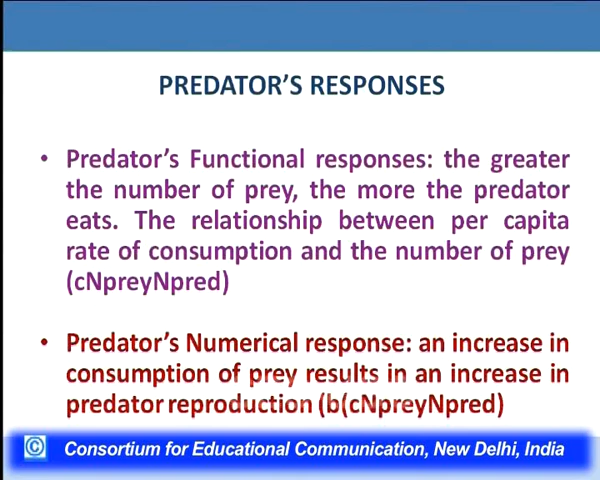 PREDATOR'S RESPONSES
• Predator's Functional responses: the greater
the number of prey, the more the predator
eats. The relationship between per capita
rate of consumption and the number of prey
(cNpreyNpred)
• Predator's Numerical response: an increase in
consumption of prey results in an increase in
predator reproduction (b(cNpreyNpred)
© Consortium for Educational Communication, New Delhi, India